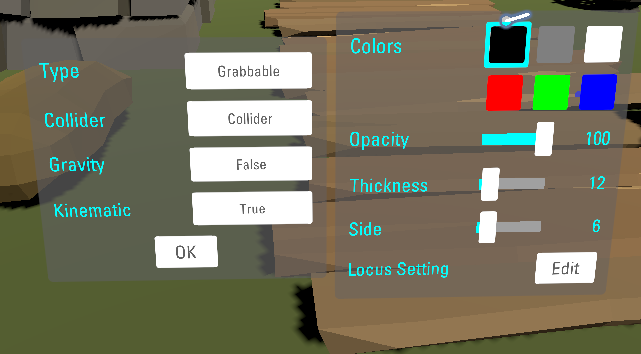 Type
Grabbable
Collider
Collider
Gravity
False
Kinematic
True
OK
Colors
Opacity
100
Thickness
12
Side
6
Locus Setting
Edit